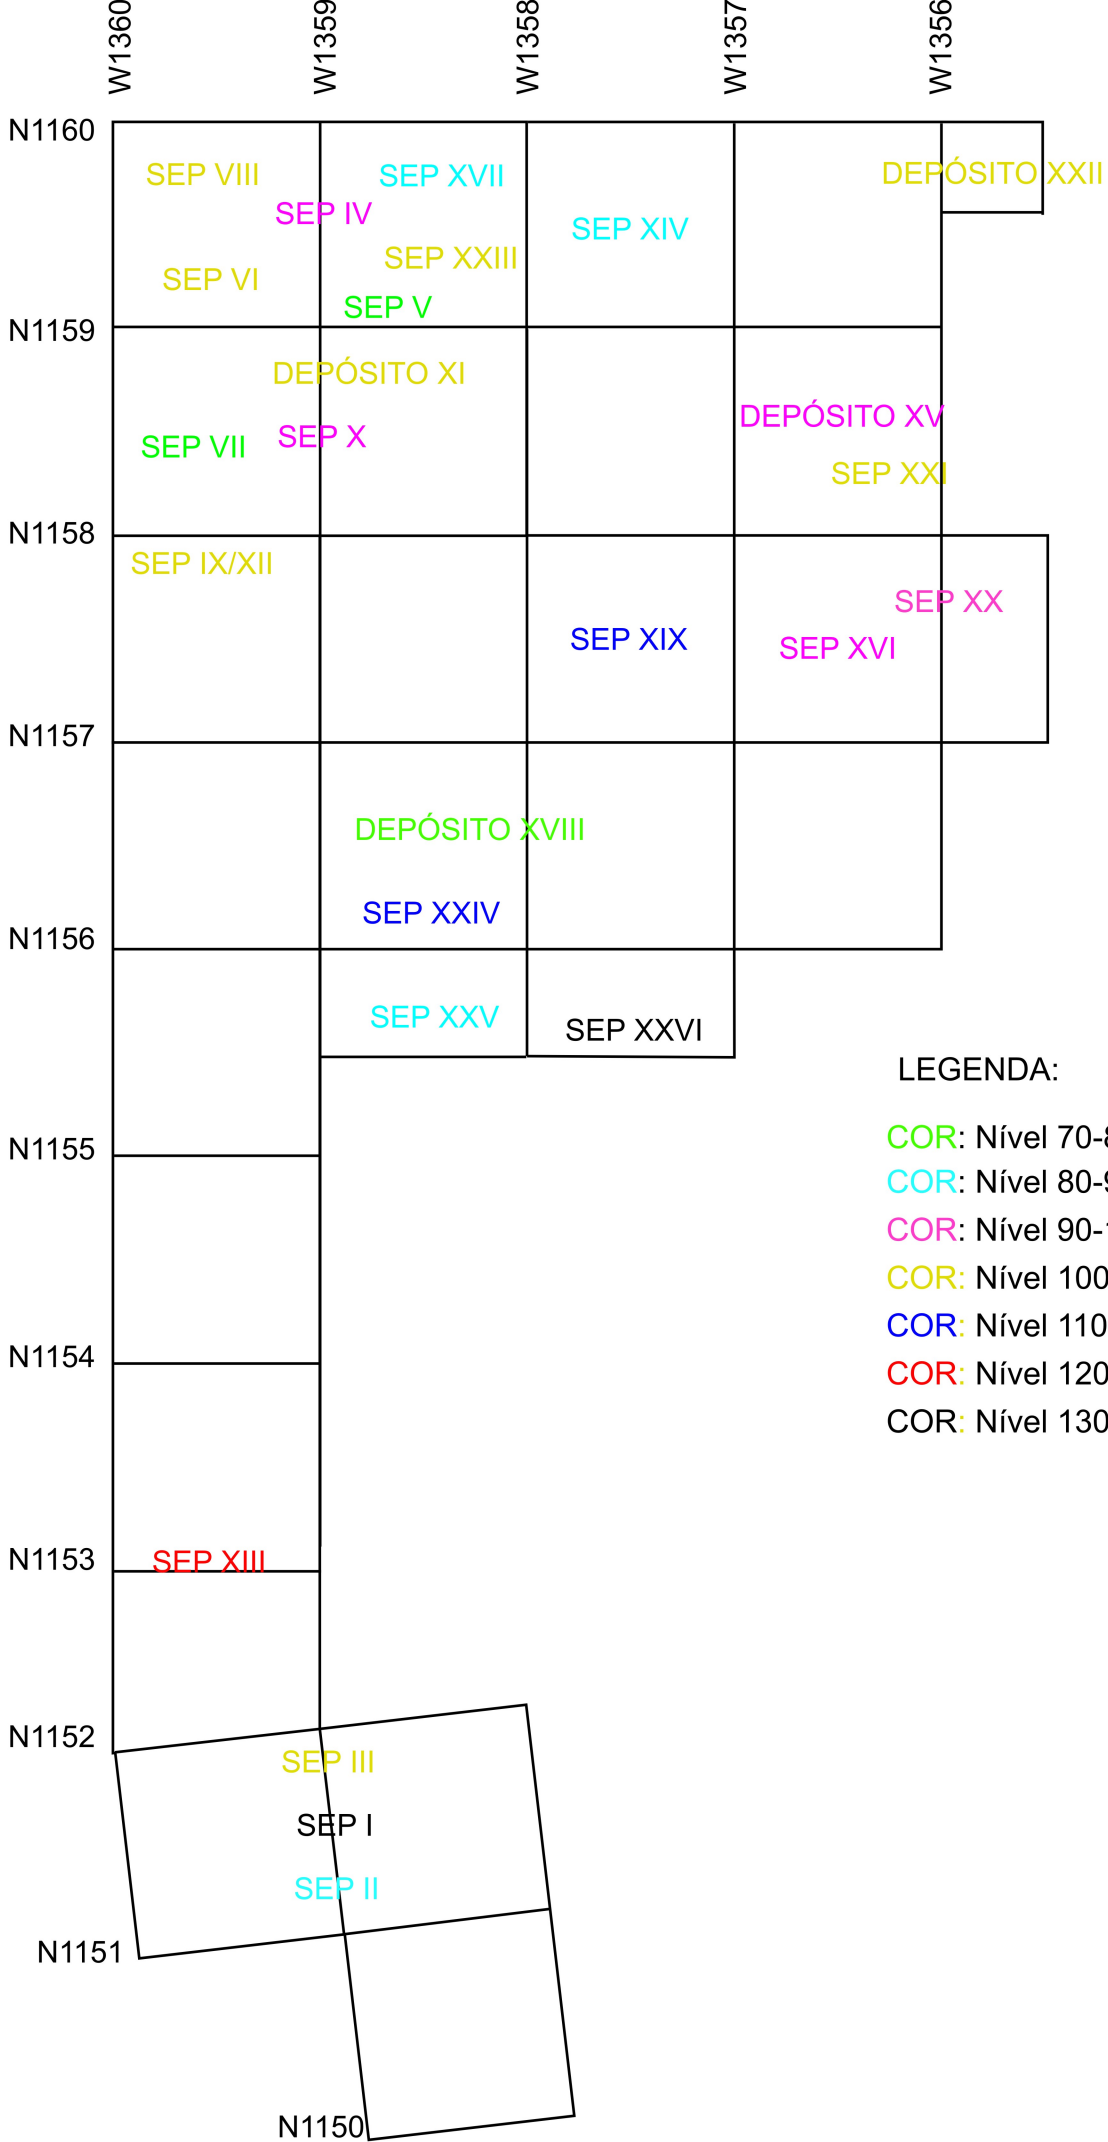 W1360
W1359
W1358
W1357
W1356
N1160
SEP VIII
SEP XVII
DEPÓSITO XXII
SEP IV
SEP XIV
SEP XXIII
SEP VI
SEP V
N1159
DEPÓSITO XI
DEPÓSITO XV
SEP X
SEP VII
SEP XXI
N1158
SEP IX/XII
SEP XX
SEP XIX
SEP XVI
N1157
DEPÓSITO XVIII
SEP XXIV
N1156
SEP XXV
SEP XXVI
LEGENDA:
COR: Nível 70-8
COR: Nível 80-9
COR: Nível 90-1
COR: Nível 100
COR: Nível 110
COR: Nível 120
COR: Nível 130
N1155
N1154
N1153
SEP XIII
N1152
SEP III
SEP I
SEP II
N1151
N1150